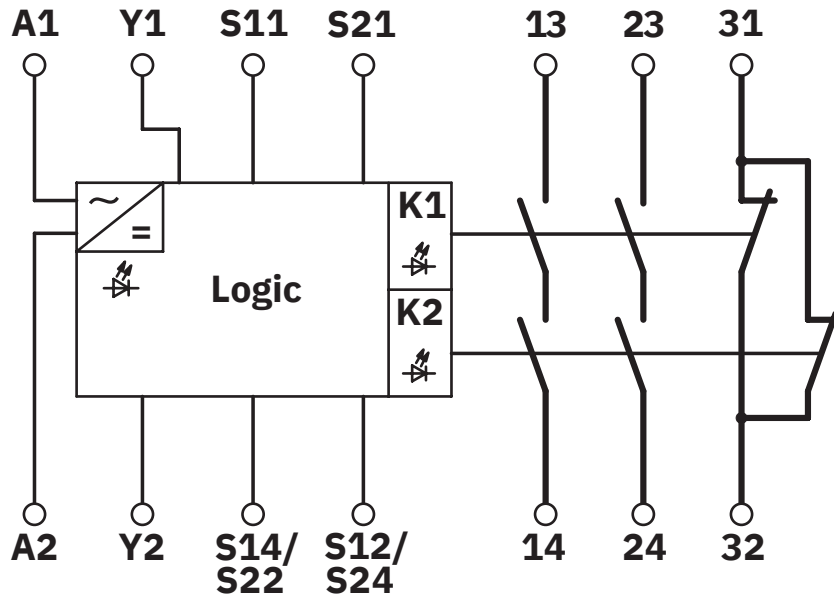 A1 Y1 S11 S21 13 23 31
~
=
K1
Logic
K2
A2 Y2 S14/ S12/ 14 24 32
S22 S24